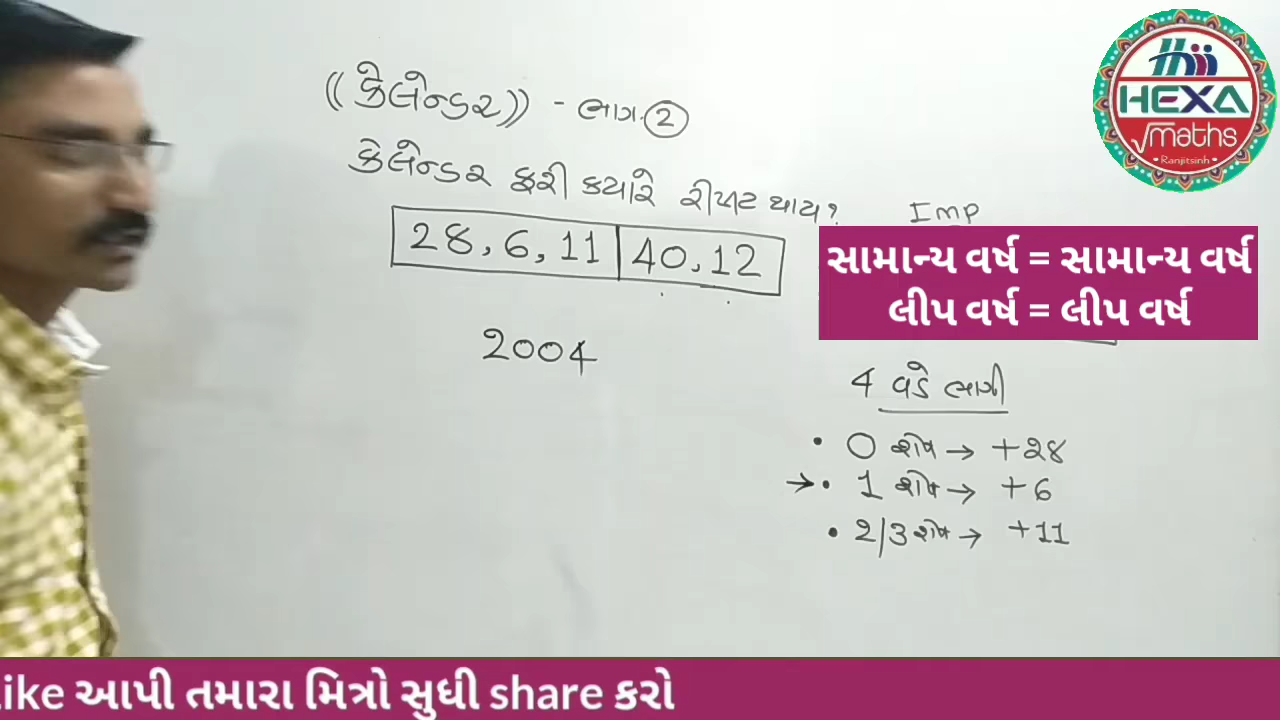 ((કેલેન્ડર)) - ભાગ-2
કેલેન્ડર ફરી ક્યારે રીપીટ થાય?
IMP
28, 6, 11 40, 12
સામાન્ય વર્ષ = સામાન્ય વર્ષ
લીપ વર્ષ = લીપ વર્ષ
2004
4 વડે ભાગી
• 0 શેષ → +28
→ • 1 શેષ → +6
• 2/3 શેષ → +11
HEXA
√maths
• Ranjitsinh •
ike આપી તમારા મિત્રો સુધી share કરો